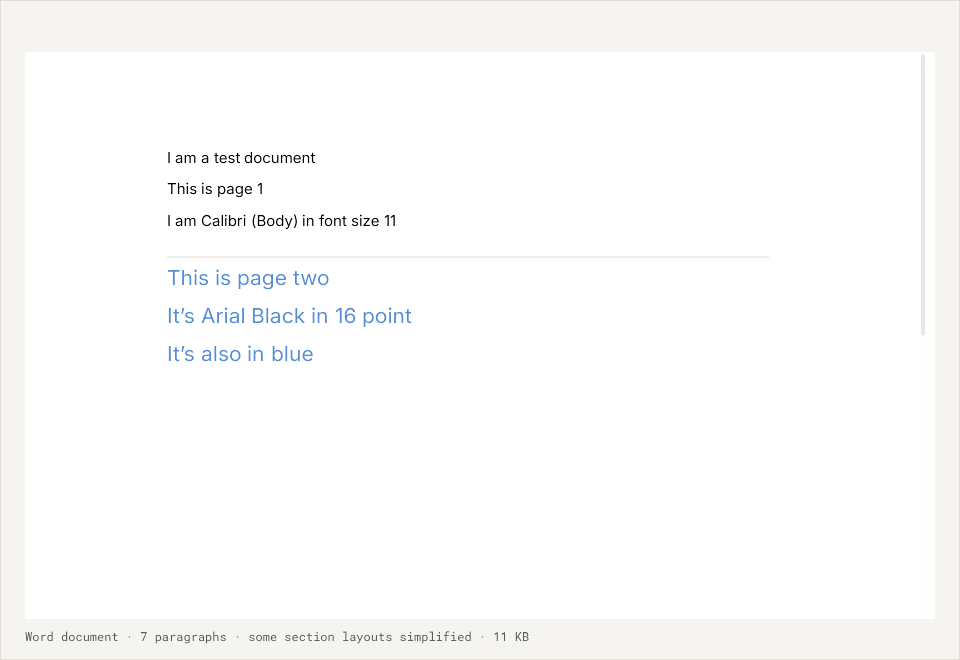 I am a test document
This is page 1
I am Calibri (Body) in font size 11
This is page two
It’s Arial Black in 16 point
It’s also in blue
Word document · 7 paragraphs · some section layouts simplified · 11 KB